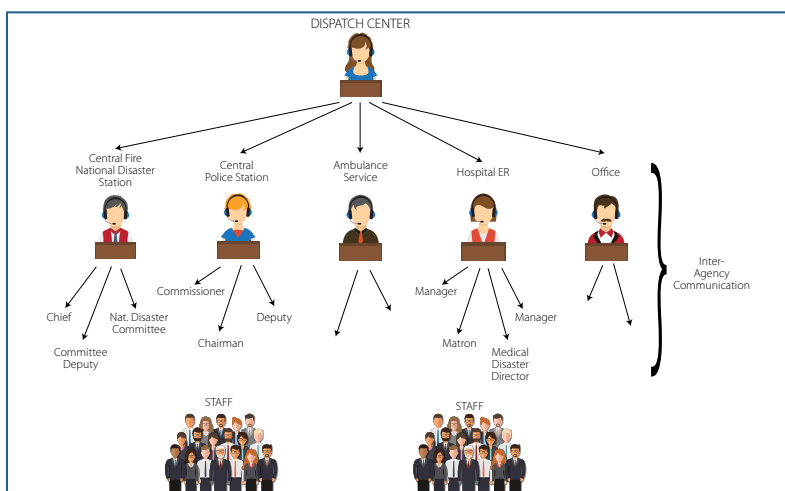 DISPATCH CENTER
Central Fire
National Disaster
Station
Central
Police Station
Ambulance
Service
Hospital ER
Office
Inter-
Agency
Communication
Commissioner
Manager
Chief
Nat. Disaster
Committee
Deputy
Manager
Committee
Deputy
Chairman
Matron
Medical
Disaster
Director
STAFF
STAFF